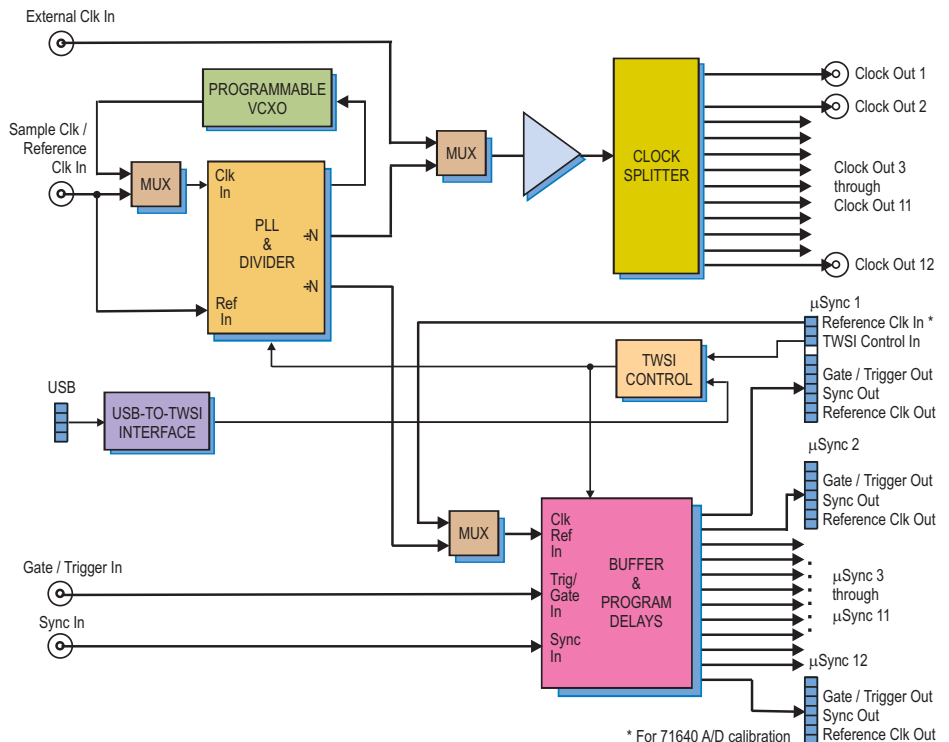 External Clk In
PROGRAMMABLE
VCXO
Sample Clk /
Reference
Clk In
MUX
Clk
In
PLL
&
DIVIDER
÷N
÷N
Ref
In
MUX
CLOCK
SPLITTER
Clock Out 1
Clock Out 2
Clock Out 3
through
Clock Out 11
Clock Out 12
μSync 1
Reference Clk In *
TWSI Control In
Gate / Trigger Out
Sync Out
Reference Clk Out
TWSI
CONTROL
USB
USB-TO-TWSI
INTERFACE
μSync 2
Gate / Trigger Out
Sync Out
Reference Clk Out
MUX
Clk
Ref
In
Trig/
Gate
In
Sync
In
BUFFER
&
PROGRAM
DELAYS
Gate / Trigger In
Sync In
μSync 3
through
μSync 11
μSync 12
Gate / Trigger Out
Sync Out
Reference Clk Out
* For 71640 A/D calibration